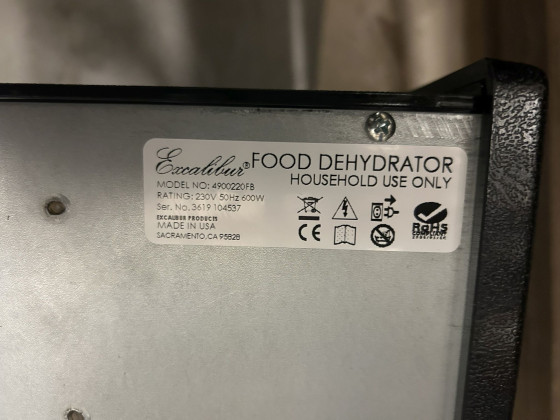 Excalibur® FOOD DEHYDRATOR
HOUSEHOLD USE ONLY
MODEL NO: 4900220FB
RATING: 230V 50Hz 600W
Ser. No. 3619 104537
EXCALIBUR PRODUCTS
MADE IN USA
SACRAMENTO, CA 95828
CE
RoHS
COMPLIANT